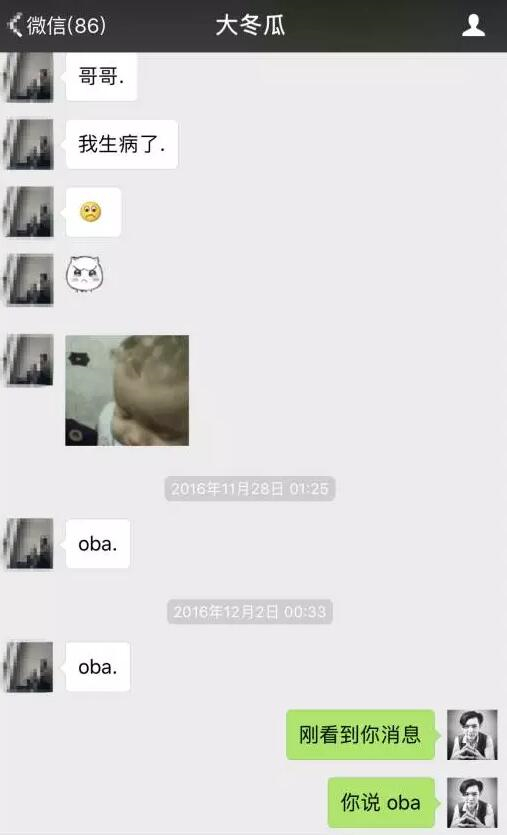 微信(86)
大冬瓜
哥哥.
我生病了.
2016年11月28日 01:25
oba.
2016年12月2日 00:33
oba.
刚看到你消息
你说 oba